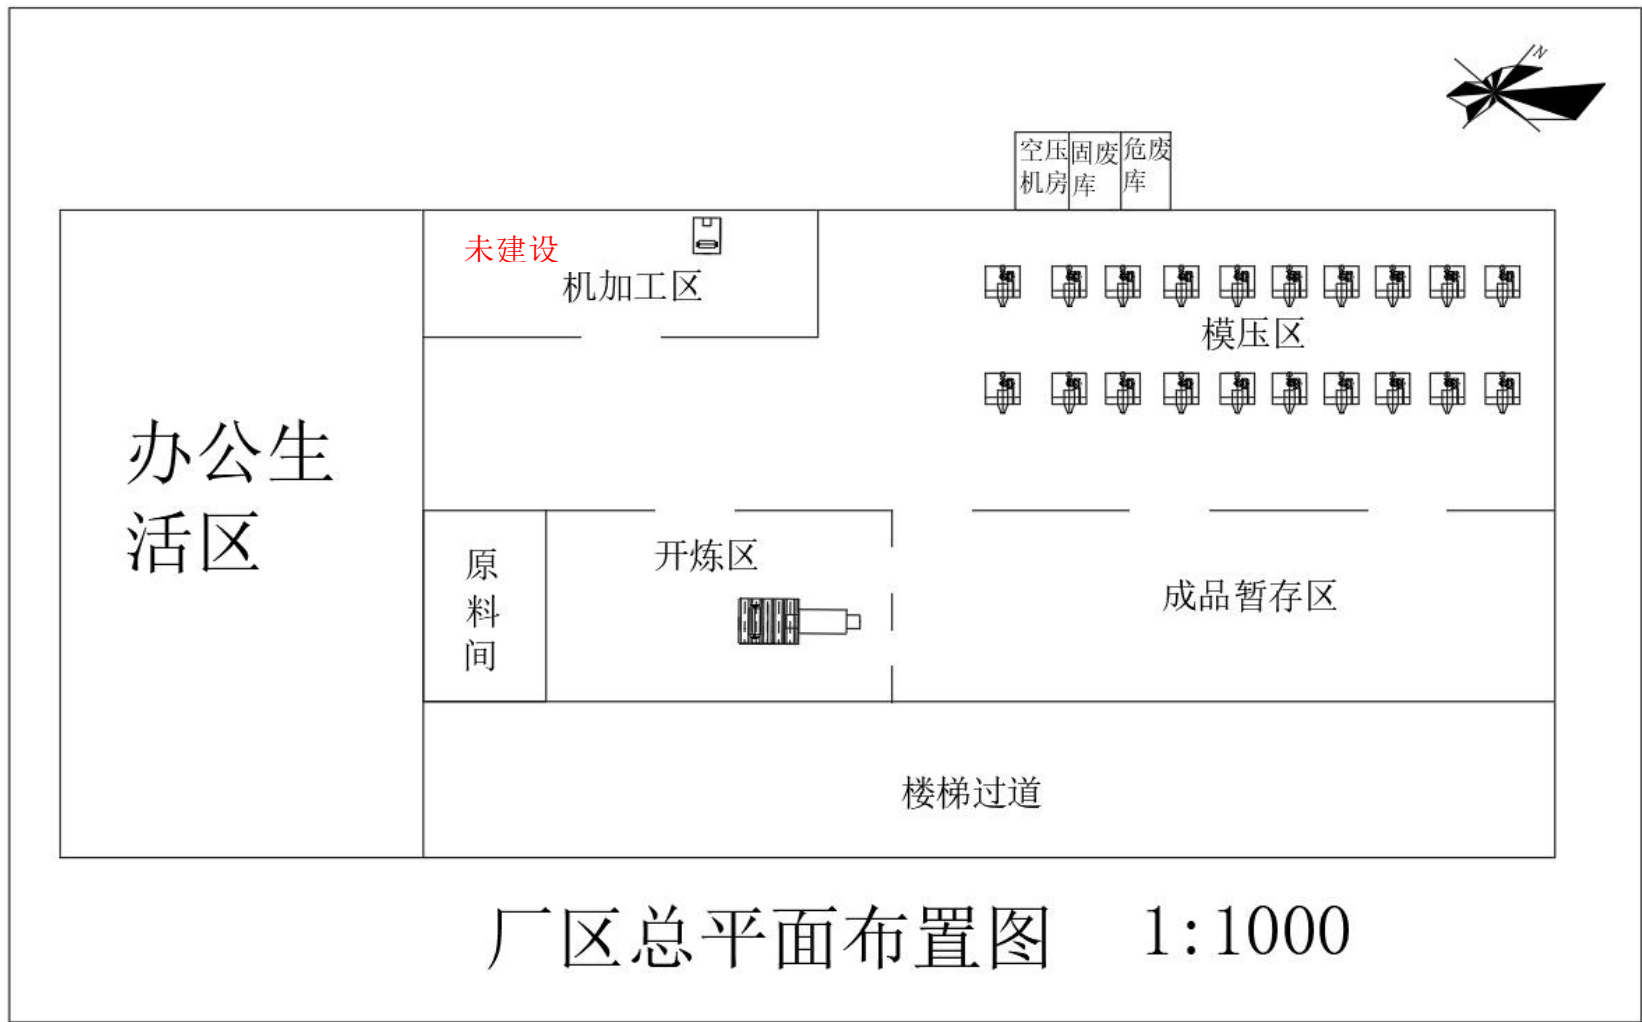 N
空压
机房
固废
库
危废
库
未建设
机加工区
模压区
办公生
活区
原
料
间
开炼区
成品暂存区
楼梯过道
厂区总平面布置图 1:1000